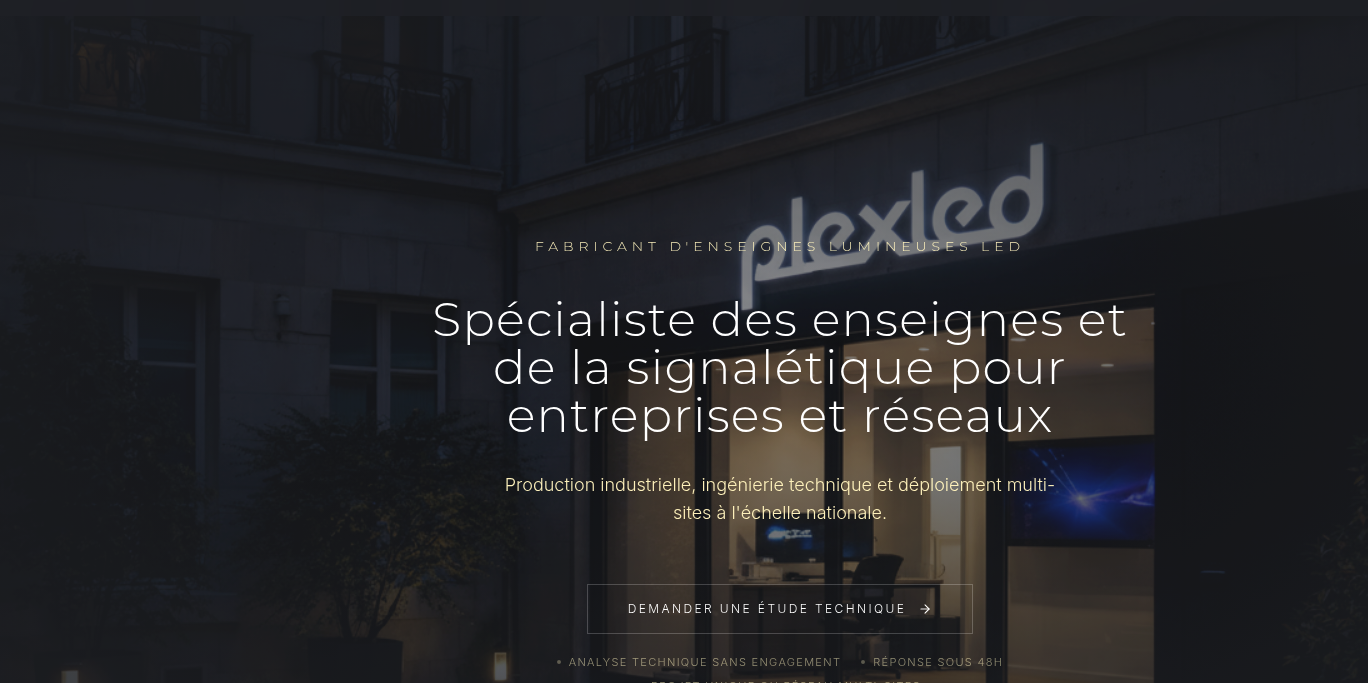 plexled
FABRICANT D'ENSEIGNES LUMINEUSES LED
Spécialiste des enseignes et
de la signalétique pour
entreprises et réseaux
Production industrielle, ingénierie technique et déploiement multi-
sites à l'échelle nationale.
DEMANDER UNE ÉTUDE TECHNIQUE →
• ANALYSE TECHNIQUE SANS ENGAGEMENT • RÉPONSE SOUS 48H